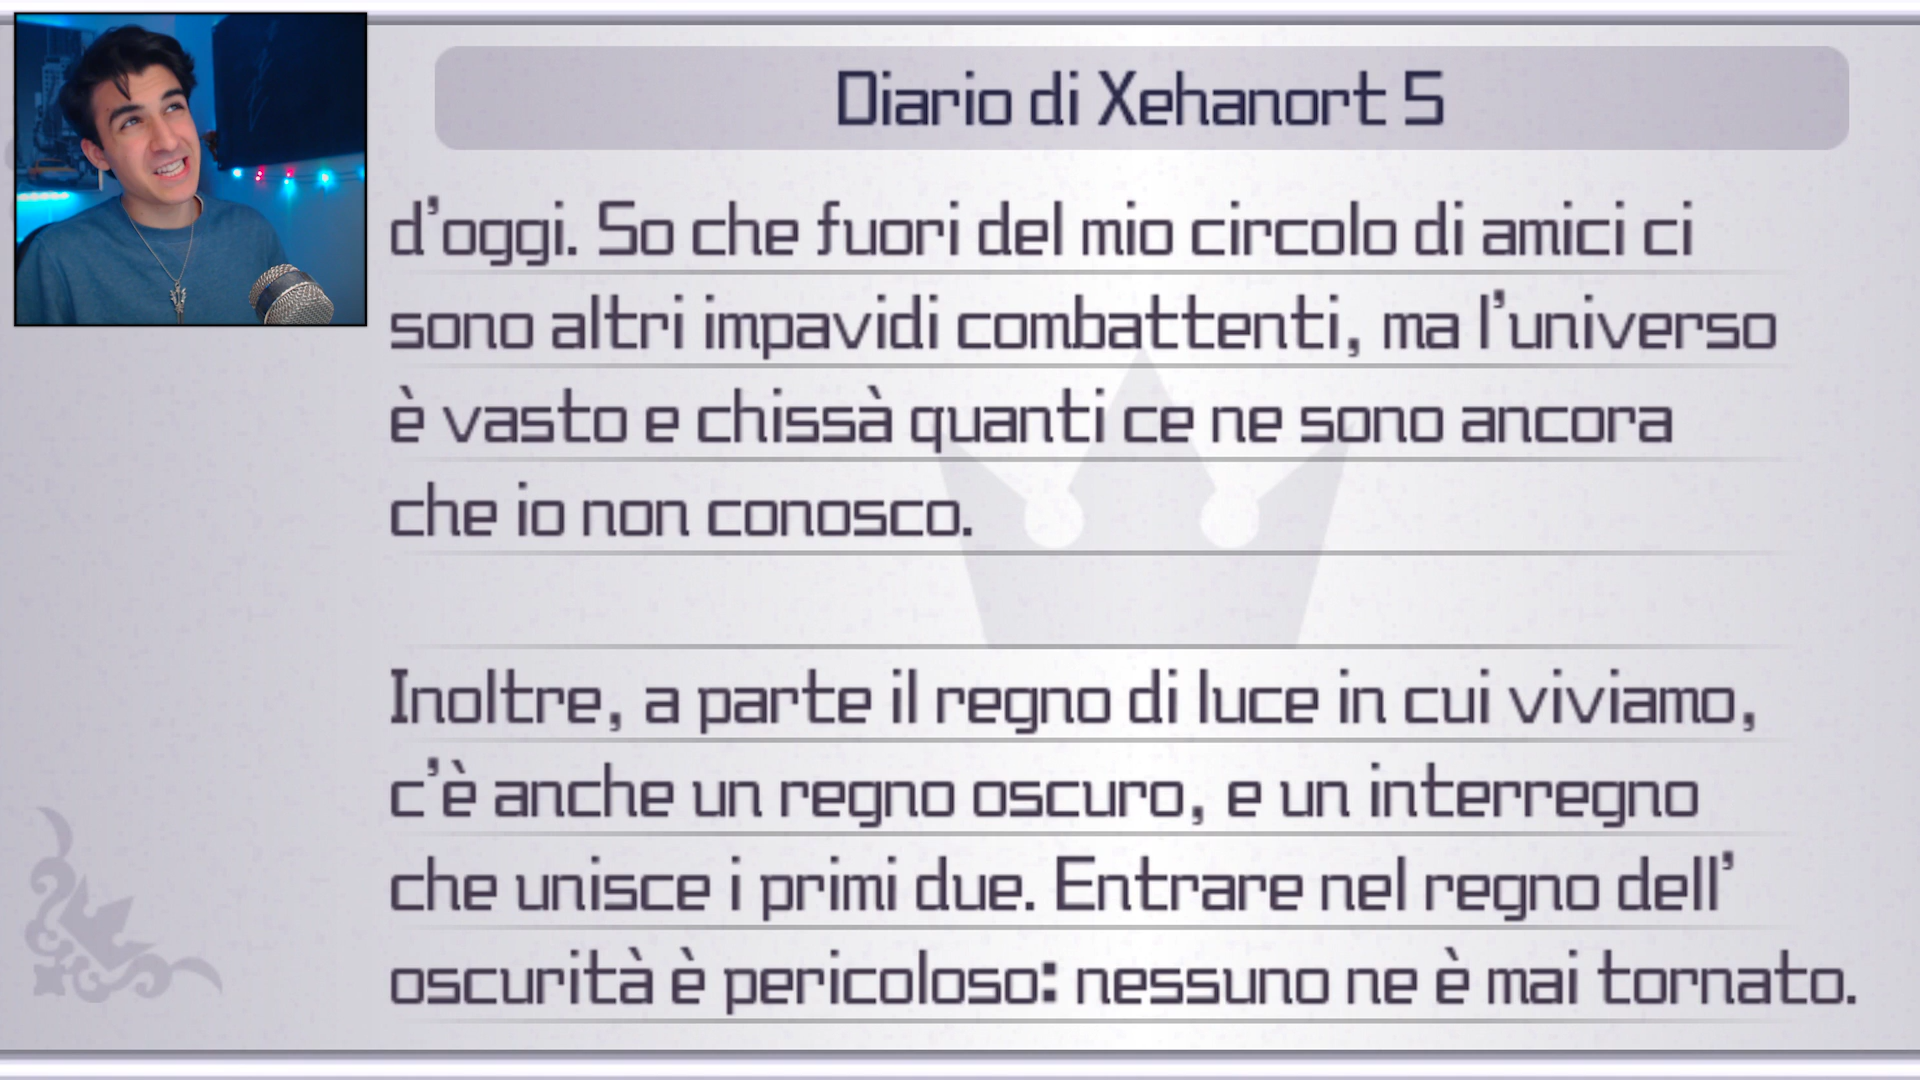 Diario di Xehanort 5
d'oggi. So che fuori del mio circolo di amici ci
sono altri impavidi combattenti, ma l'universo
è vasto e chissà quanti ce ne sono ancora
che io non conosco.
Inoltre, a parte il regno di luce in cui viviamo,
c'è anche un regno oscuro, e un interregno
che unisce i primi due. Entrare nel regno dell'
oscurità è pericoloso: nessuno ne è mai tornato.